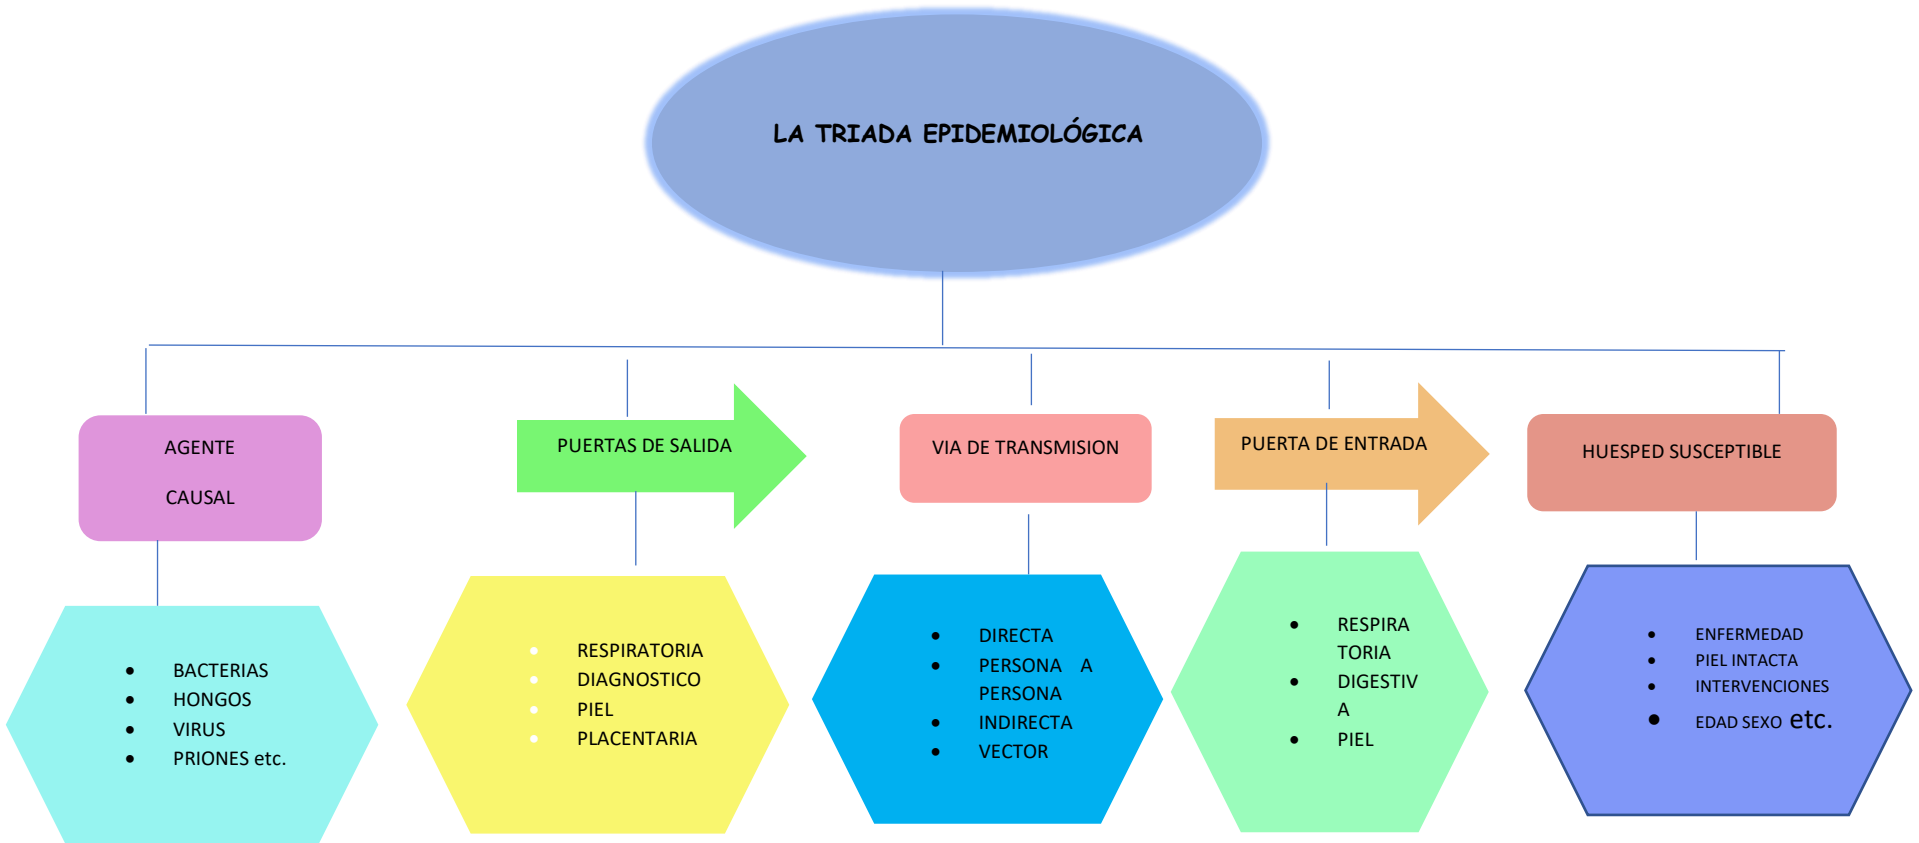 LA TRIADA EPIDEMIOLÓGICA
AGENTE
CAUSAL
PUERTAS DE SALIDA
VIA DE TRANSMISION
PUERTA DE ENTRADA
HUESPED SUSCEPTIBLE
• BACTERIAS
• HONGOS
• VIRUS
• PRIONES etc.
• RESPIRATORIA
• DIAGNOSTICO
• PIEL
• PLACENTARIA
• DIRECTA
• PERSONA A
PERSONA
• INDIRECTA
• VECTOR
• RESPIRA
TORIA
• DIGESTIV
A
• PIEL
• ENFERMEDAD
• PIEL INTACTA
• INTERVENCIONES
• EDAD SEXO etc.